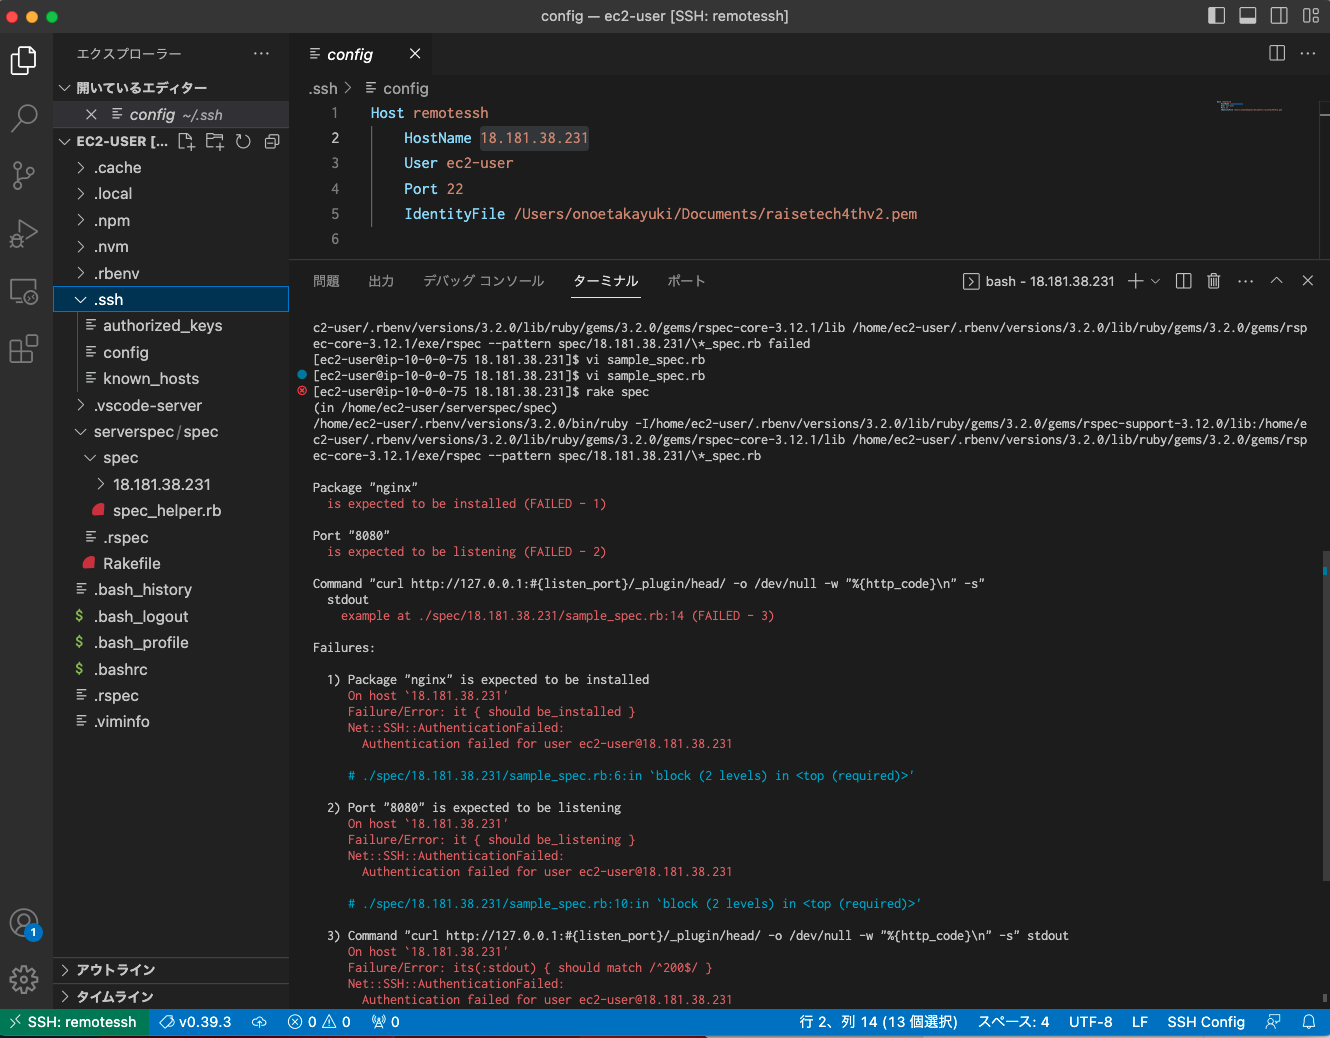 config — ec2-user [SSH: remotessh]
エクスプローラー
開いているエディター
config ~/.ssh
EC2-USER [...
.cache
.local
.npm
.nvm
.rbenv
.ssh
authorized_keys
config
known_hosts
.vscode-server
serverspec/spec
spec
18.181.38.231
spec_helper.rb
.rspec
Rakefile
.bash_history
$ .bash_logout
$ .bash_profile
$ .bashrc
.rspec
.viminfo
アウトライン
タイムライン
1
config
.ssh > config
1 Host remotessh
2 HostName 18.181.38.231
3 User ec2-user
4 Port 22
5 IdentityFile /Users/onoetakayuki/Documents/raisetech4thv2.pem
6
問題 出力 デバッグ コンソール ターミナル ポート
bash - 18.181.38.231
c2-user/.rbenv/versions/3.2.0/lib/ruby/gems/3.2.0/gems/rspec-core-3.12.1/lib /home/ec2-user/.rbenv/versions/3.2.0/lib/ruby/gems/3.2.0/gems/rsp
ec-core-3.12.1/exe/rspec --pattern spec/18.181.38.231/\*_spec.rb failed
[ec2-user@ip-10-0-0-75 18.181.38.231]$ vi sample_spec.rb
[ec2-user@ip-10-0-0-75 18.181.38.231]$ vi sample_spec.rb
[ec2-user@ip-10-0-0-75 18.181.38.231]$ rake spec
(in /home/ec2-user/serverspec/spec)
/home/ec2-user/.rbenv/versions/3.2.0/bin/ruby -I/home/ec2-user/.rbenv/versions/3.2.0/lib/ruby/gems/3.2.0/gems/rspec-support-3.12.0/lib:/home/e
c2-user/.rbenv/versions/3.2.0/lib/ruby/gems/3.2.0/gems/rspec-core-3.12.1/lib /home/ec2-user/.rbenv/versions/3.2.0/lib/ruby/gems/3.2.0/gems/rsp
ec-core-3.12.1/exe/rspec --pattern spec/18.181.38.231/\*_spec.rb
Package "nginx"
is expected to be installed (FAILED - 1)
Port "8080"
is expected to be listening (FAILED - 2)
Command "curl http://127.0.0.1:#{listen_port}/_plugin/head/ -o /dev/null -w "%{http_code}\n" -s"
stdout
example at ./spec/18.181.38.231/sample_spec.rb:14 (FAILED - 3)
Failures:
1) Package "nginx" is expected to be installed
On host `18.181.38.231'
Failure/Error: it { should be_installed }
Net::SSH::AuthenticationFailed:
Authentication failed for user ec2-user@18.181.38.231
# ./spec/18.181.38.231/sample_spec.rb:6:in `block (2 levels) in <top (required)>'
2) Port "8080" is expected to be listening
On host `18.181.38.231'
Failure/Error: it { should be_listening }
Net::SSH::AuthenticationFailed:
Authentication failed for user ec2-user@18.181.38.231
# ./spec/18.181.38.231/sample_spec.rb:10:in `block (2 levels) in <top (required)>'
3) Command "curl http://127.0.0.1:#{listen_port}/_plugin/head/ -o /dev/null -w "%{http_code}\n" -s" stdout
On host `18.181.38.231'
Failure/Error: its(:stdout) { should match /^200$/ }
Net::SSH::AuthenticationFailed:
Authentication failed for user ec2-user@18.181.38.231
SSH: remotessh v0.39.3 0 0 0 行 2、列 14 (13 個選択) スペース: 4 UTF-8 LF SSH Config